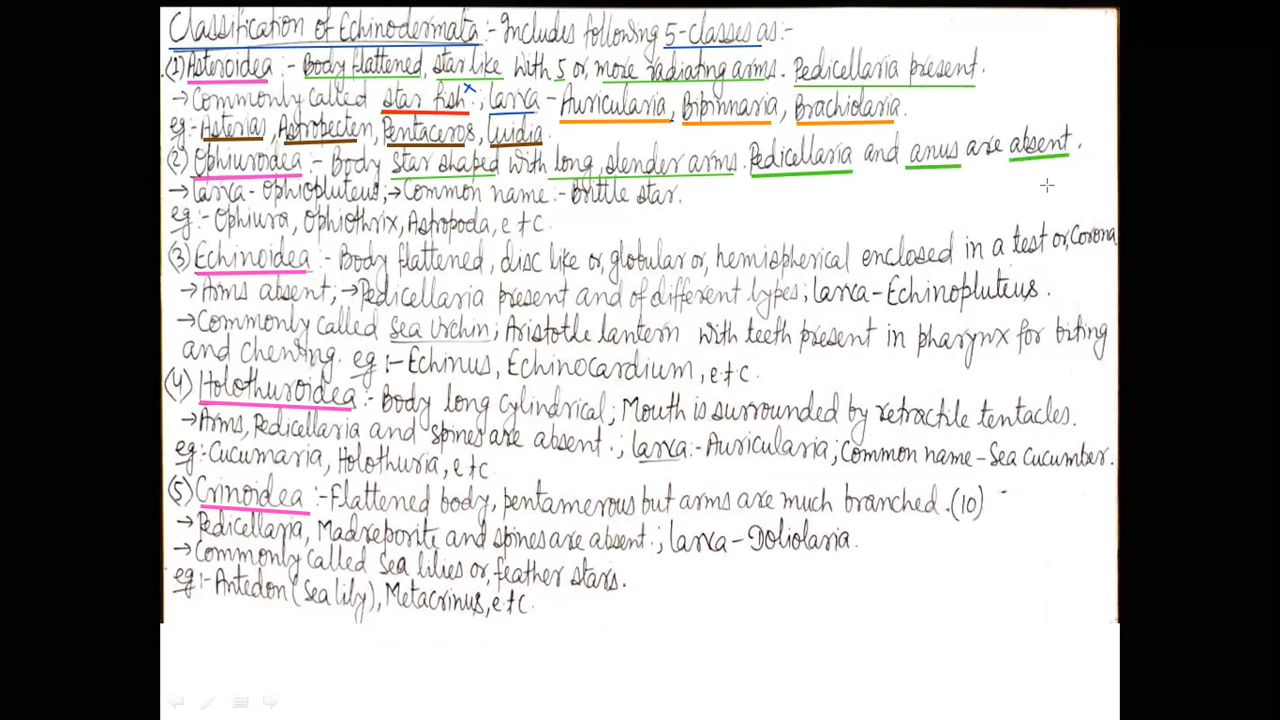 Classification of Echinodermata :- Includes following 5-classes as:-
(1) Asteroidea :- Body flattened, star like with 5 or, more radiating arms. Pedicellaria present.
→ Commonly called star fish.; larva - Auricularia, Bipinnaria, Brachiolaria.
eg:- Asterias, Astropecten, Pentaceros, Luidia.
(2) Ophiuroidea :- Body star shaped with long slender arms. Pedicellaria and anus are absent.
→ larva - Ophiopluteus; → Common name :- Brittle star.
eg:- Ophiura, Ophiothrix, Astropoda, etc.
(3) Echinoidea :- Body flattened, disc like or, globular or, hemispherical enclosed in a test or, Corona.
→ Arms absent; → Pedicellaria present and of different types; larva - Echinopluteus.
→ Commonly called Sea Urchin; Aristotle lantern with teeth present in pharynx for biting
and chewing. eg:- Echinus, Echinocardium, etc.
(4) Holothuroidea :- Body long cylindrical; Mouth is surrounded by retractile tentacles.
→ Arms, Pedicellaria and spines are absent.; larva:- Auricularia; Common name - Sea Cucumber.
eg:- Cucumaria, Holothuria, etc
(5) Crinoidea :- Flattened body, pentamerous but arms are much branched. (10)
→ Pedicellaria, Madreporite and spines are absent.; larva - Doliolaria.
→ Commonly called Sea lilies or, feather stars.
eg:- Antedon (Sea lily), Metacrinus, etc.